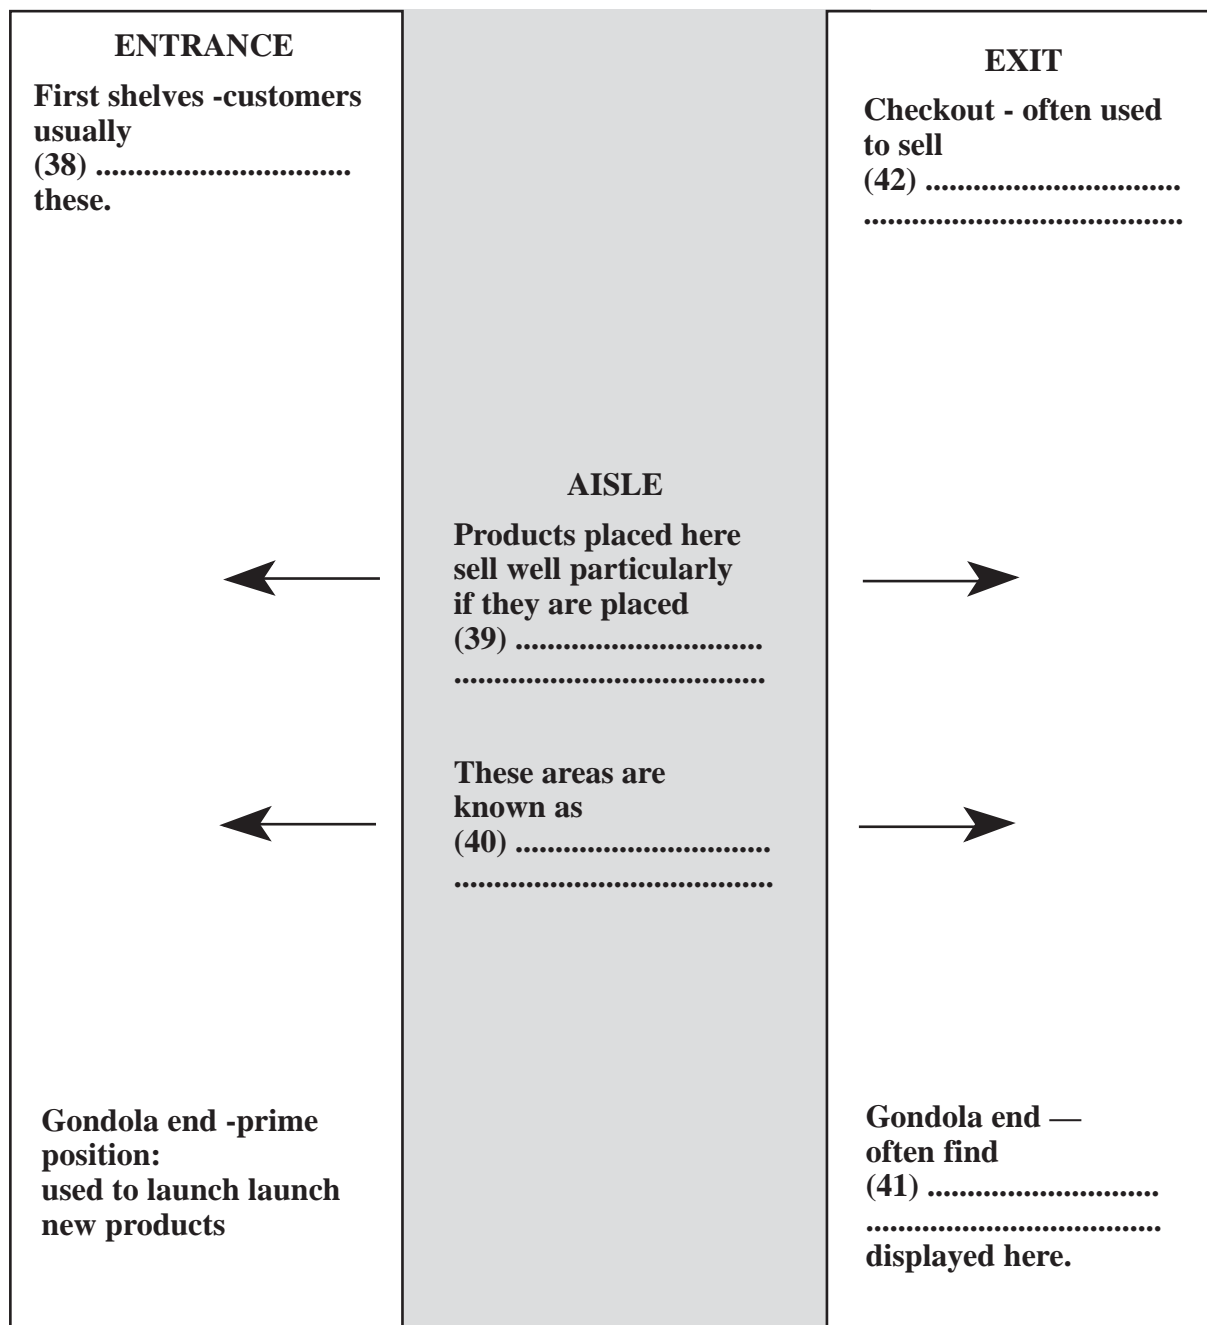 ENTRANCE
First shelves -customers
usually
(38) ................................
these.
AISLE
Products placed here
sell well particularly
if they are placed
(39) ...............................
.......................................
These areas are
known as
(40) ................................
........................................
Gondola end -prime
position:
used to launch launch
new products
EXIT
Checkout - often used
to sell
(42) ................................
........................................
Gondola end —
often find
(41) .............................
.....................................
displayed here.